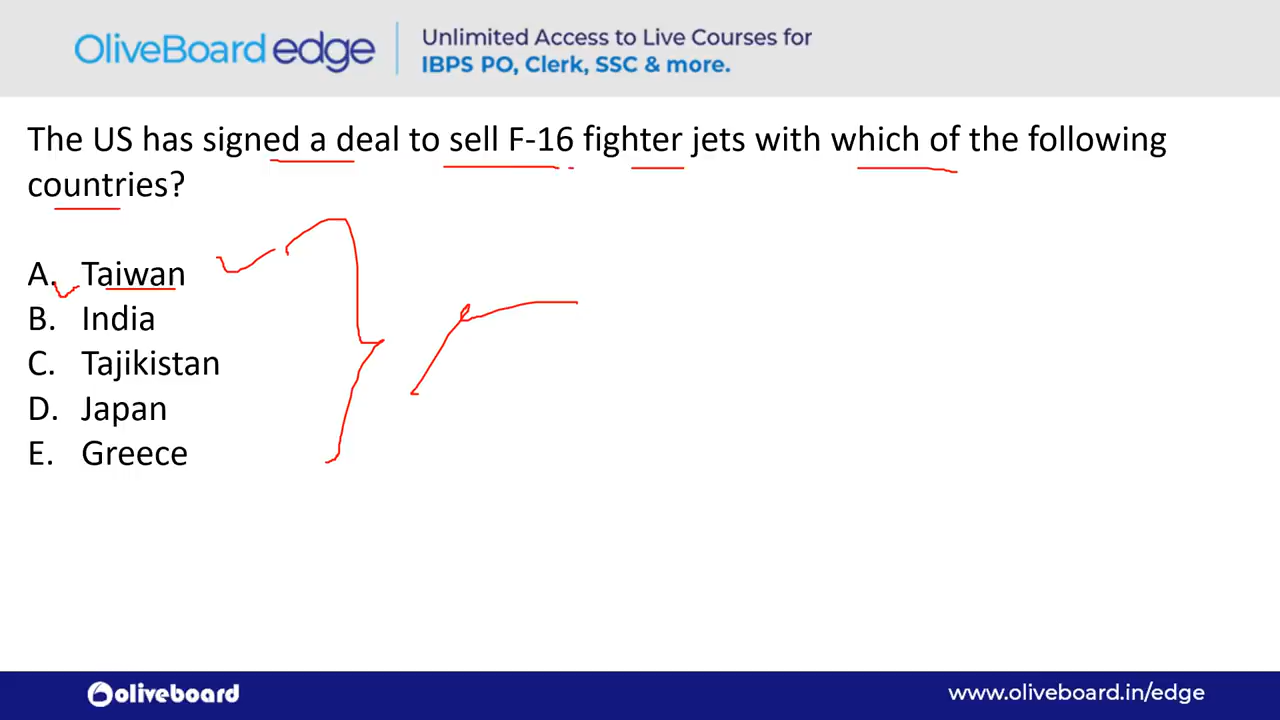 OliveBoard edge
Unlimited Access to Live Courses for
IBPS PO, Clerk, SSC & more.
The US has signed a deal to sell F-16 fighter jets with which of the following
countries?
A. Taiwan
B. India
C. Tajikistan
D. Japan
E. Greece
oliveboard
www.oliveboard.in/edge